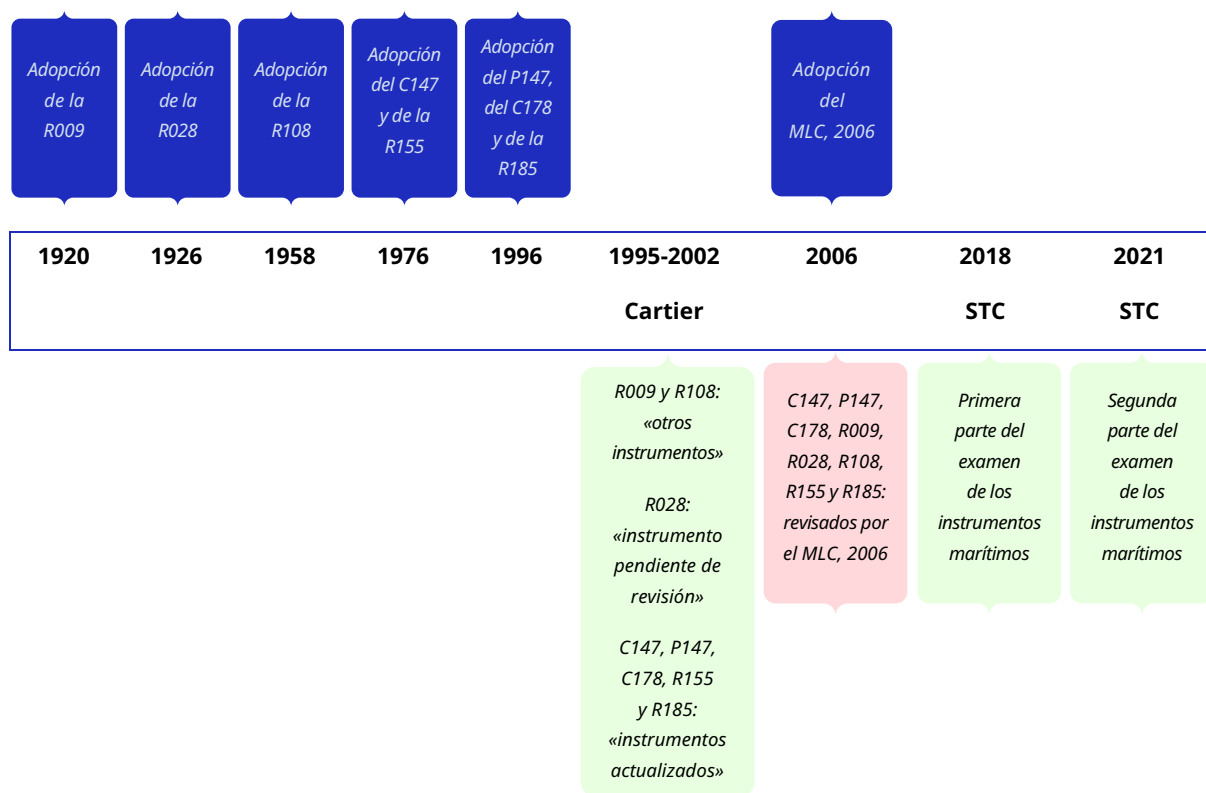 Adopción
de la
R009
Adopción
de la
R028
Adopción
de la
R108
Adopción
del C147
y de la
R155
Adopción
del P147,
del C178
y de la
R185
Adopción
del
MLC, 2006
1920
1926
1958
1976
1996
1995-2002
2006
2018
2021
Cartier
STC
STC
R009 y R108:
«otros
instrumentos»
R028:
«instrumento
pendiente de
revisión»
C147, P147,
C178, R155
y R185:
«instrumentos
actualizados»
C147, P147,
C178, R009,
R028, R108,
R155 y R185:
revisados por
el MLC, 2006
Primera
parte del
examen
de los
instrumentos
marítimos
Segunda
parte del
examen
de los
instrumentos
marítimos